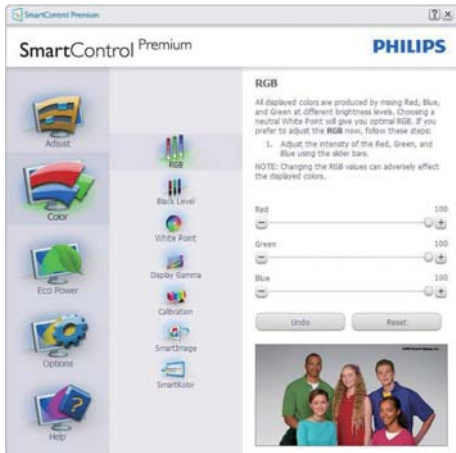 SmartControl Premium
SmartControl Premium
PHILIPS
Adjust
Color
Eco Power
Options
Help
RGB
Black Level
White Point
Display Gamma
Calibration
SmartImage
SmartKolor
RGB
All displayed colors are produced by mixing Red, Blue,
and Green at different brightness levels. Choosing a
neutral White Point will give you optimal RGB. If you
prefer to adjust the RGB now, follow these steps:
1. Adjust the intensity of the Red, Green, and
Blue using the slider bars.
NOTE: Changing the RGB values can adversely effect
the displayed colors.
Red 100
Green 100
Blue 100
Undo
Reset